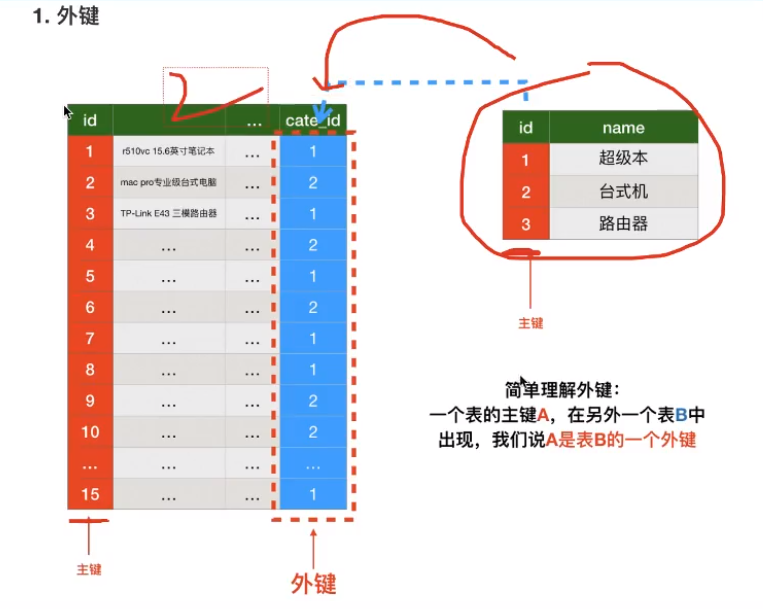 1. 外键
id ... cate_id
1 r510vc 15.6英寸笔记本 ... 1
2 mac pro专业级台式电脑 ... 2
3 TP-Link E43 三模路由器 ... 1
4 ... ... 2
5 ... ... 1
6 ... ... 2
7 ... ... 1
8 ... ... 1
9 ... ... 2
10 ... ... 2
... ... ... ...
15 ... ... 1
主键
外键
id name
1 超级本
2 台式机
3 路由器
主键
简单理解外键：
一个表的主键A，在另外一个表B中
出现，我们说A是表B的一个外键